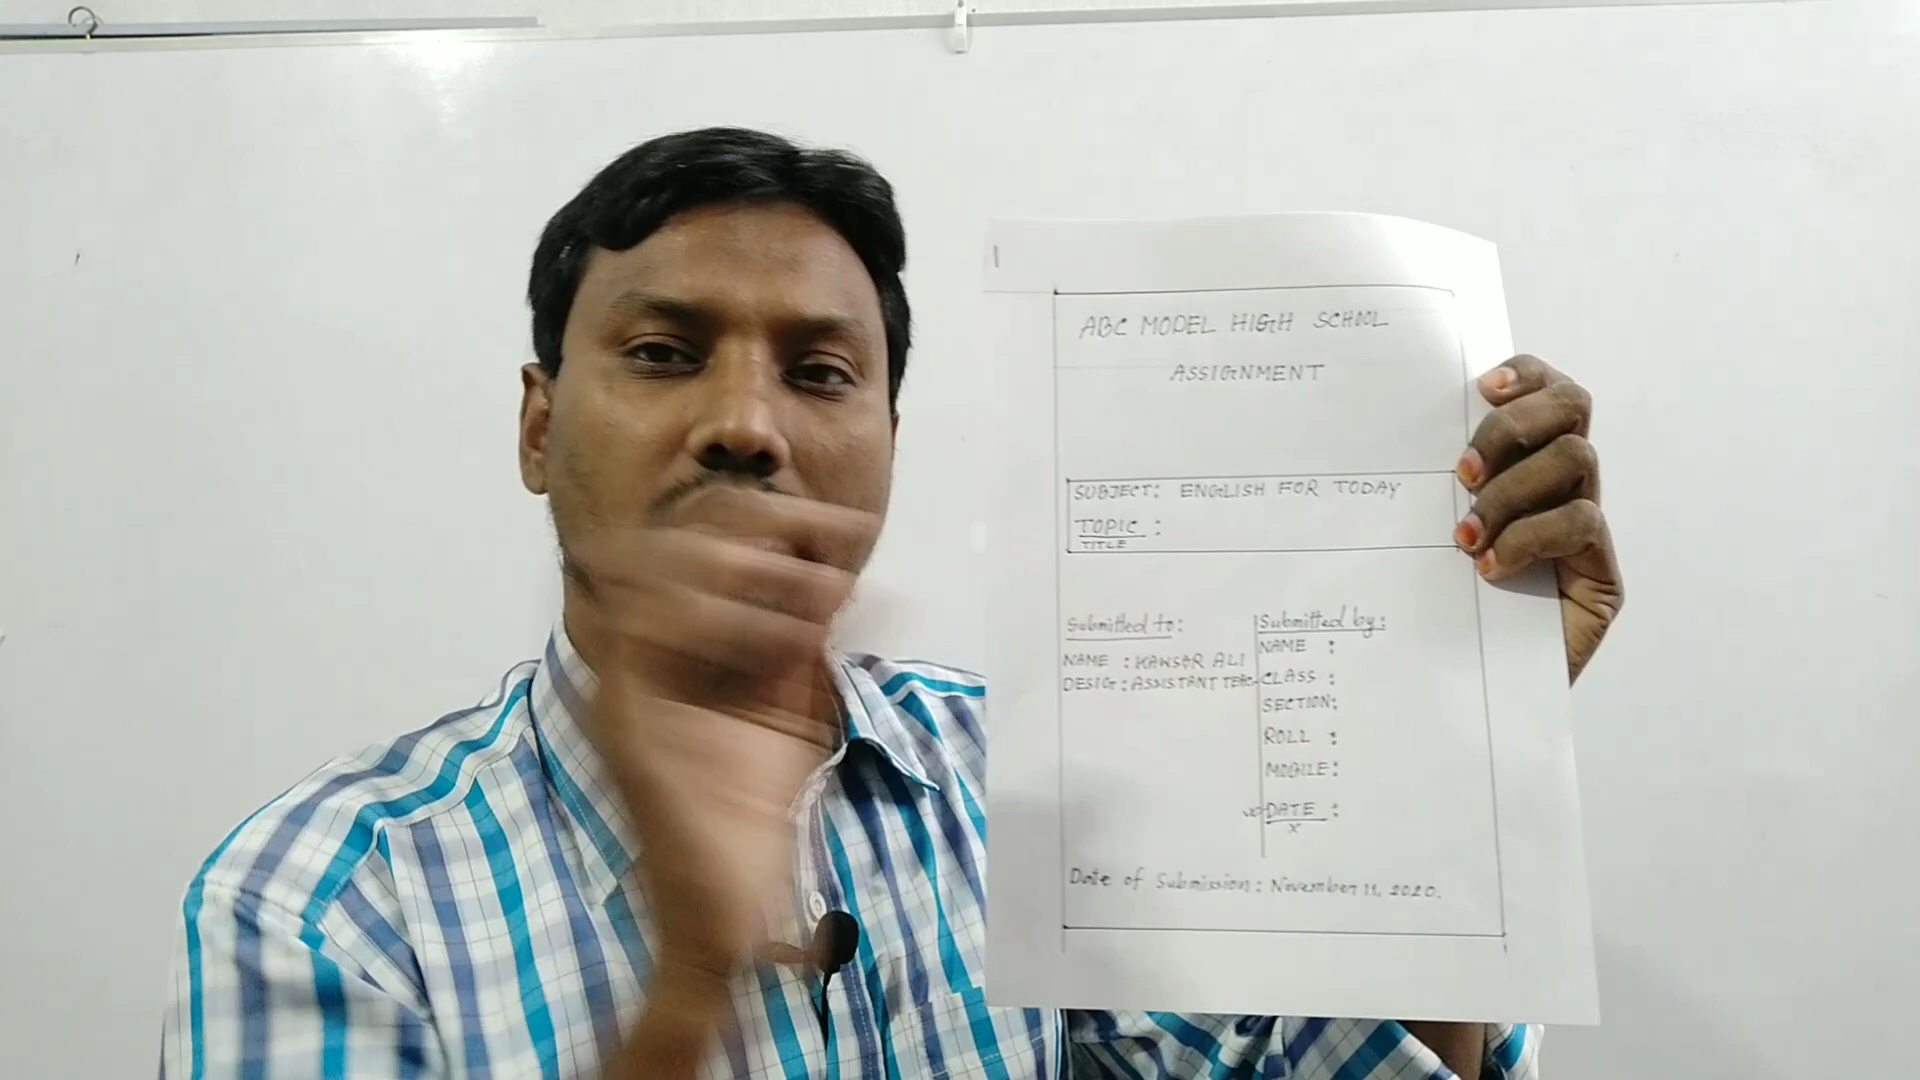 ABC MODEL HIGH SCHOOL
ASSIGNMENT
SUBJECT: ENGLISH FOR TODAY
TOPIC :
TITLE
Submitted to:
NAME : KAWSAR ALI
DESIG : ASSISTANT TEAC
Submitted by:
NAME :
CLASS :
SECTION:
ROLL :
MOBILE:
DATE :
x
Date of Submission: November 11, 2020.